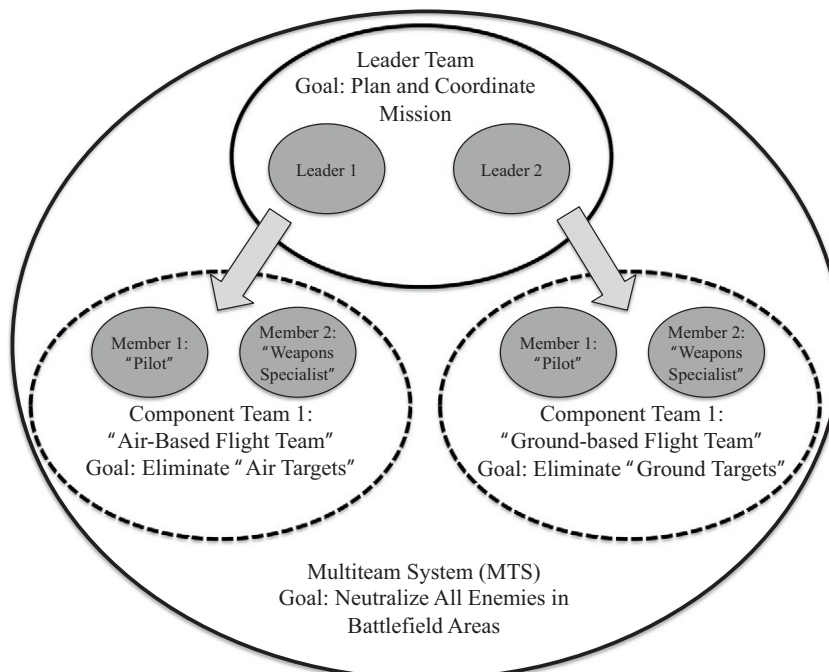 Leader Team
Goal: Plan and Coordinate
Mission
Leader 1
Leader 2
Member 1:
“Pilot”
Member 2:
“Weapons
Specialist”
Component Team 1:
“Air-Based Flight Team”
Goal: Eliminate “Air Targets”
Member 1:
“Pilot”
Member 2:
“Weapons
Specialist”
Component Team 1:
“Ground-based Flight Team”
Goal: Eliminate “Ground Targets”
Multiteam System (MTS)
Goal: Neutralize All Enemies in
Battlefield Areas